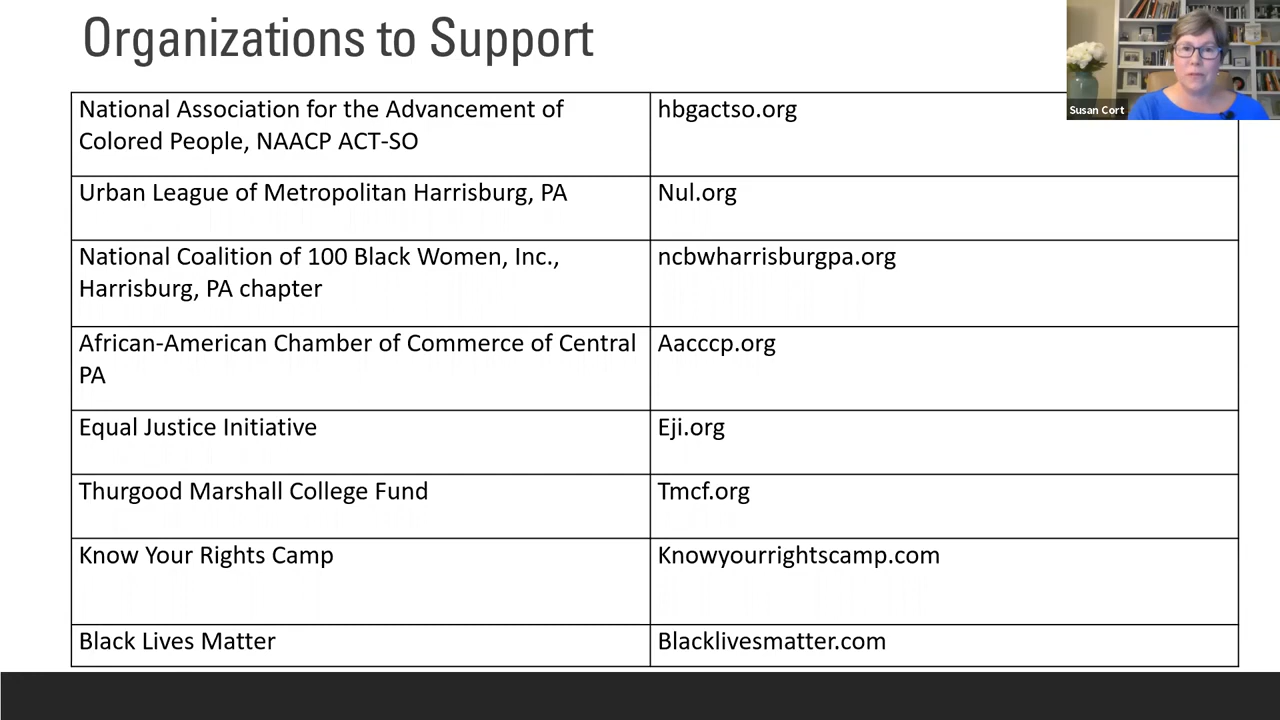 Organizations to Support
Susan Cort
National Association for the Advancement of
Colored People, NAACP ACT-SO
hbgactso.org
Urban League of Metropolitan Harrisburg, PA
Nul.org
National Coalition of 100 Black Women, Inc.,
Harrisburg, PA chapter
ncbwharrisburgpa.org
African-American Chamber of Commerce of Central
PA
Aacccp.org
Equal Justice Initiative
Eji.org
Thurgood Marshall College Fund
Tmcf.org
Know Your Rights Camp
Knowyourrightscamp.com
Black Lives Matter
Blacklivesmatter.com